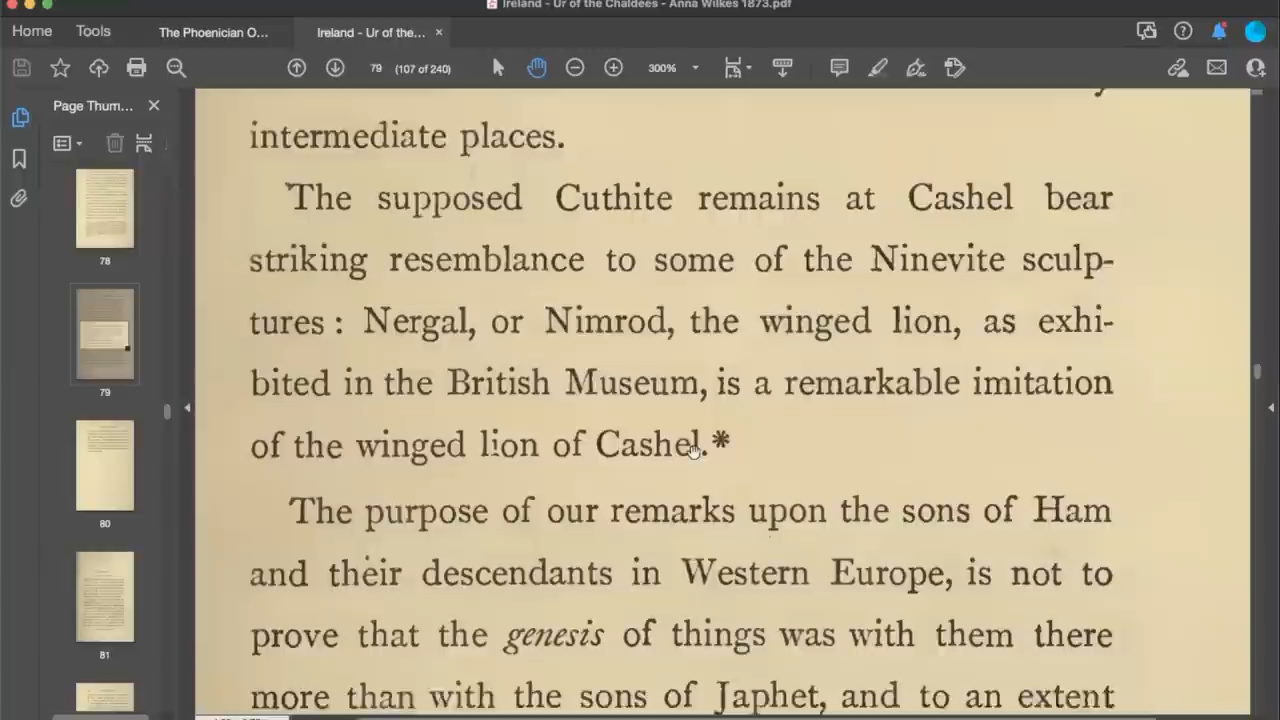 Ireland - Ur of the Chaldees - Anna Wilkes 1873.pdf
Home Tools The Phoenician O... Ireland - Ur of the... ×
79 (107 of 240) 300%
Page Thum... ×
78
79
80
81
intermediate places.
The supposed Cuthite remains at Cashel bear
striking resemblance to some of the Ninevite sculp-
tures : Nergal, or Nimrod, the winged lion, as exhi-
bited in the British Museum, is a remarkable imitation
of the winged lion of Cashel.*
The purpose of our remarks upon the sons of Ham
and their descendants in Western Europe, is not to
prove that the genesis of things was with them there
more than with the sons of Japhet, and to an extent